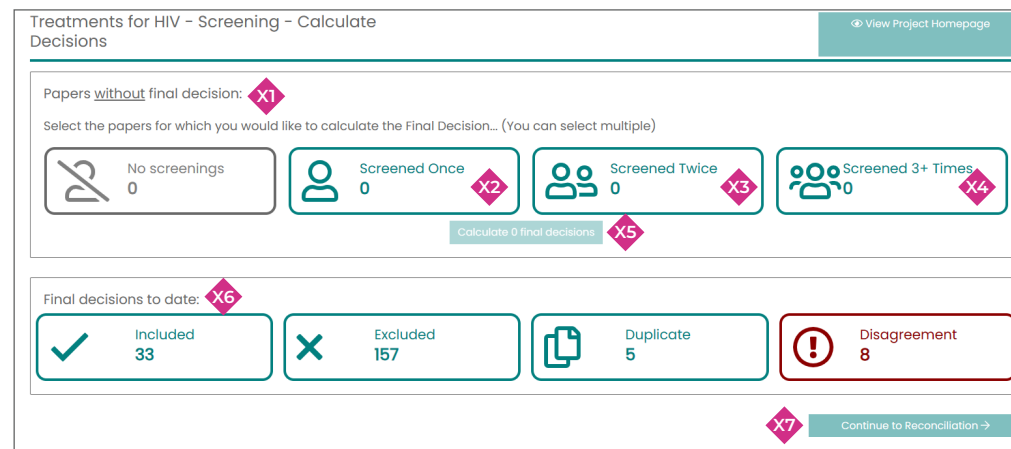 Treatments for HIV - Screening - Calculate
Decisions
View Project Homepage
Papers without final decision: X1
Select the papers for which you would like to calculate the Final Decision... (You can select multiple)
No screenings
0
Screened Once
0
X2
Screened Twice
0
X3
Screened 3+ Times
0
X4
Calculate 0 final decisions X5
Final decisions to date: X6
Included
33
Excluded
157
Duplicate
5
Disagreement
8
X7 Continue to Reconciliation →